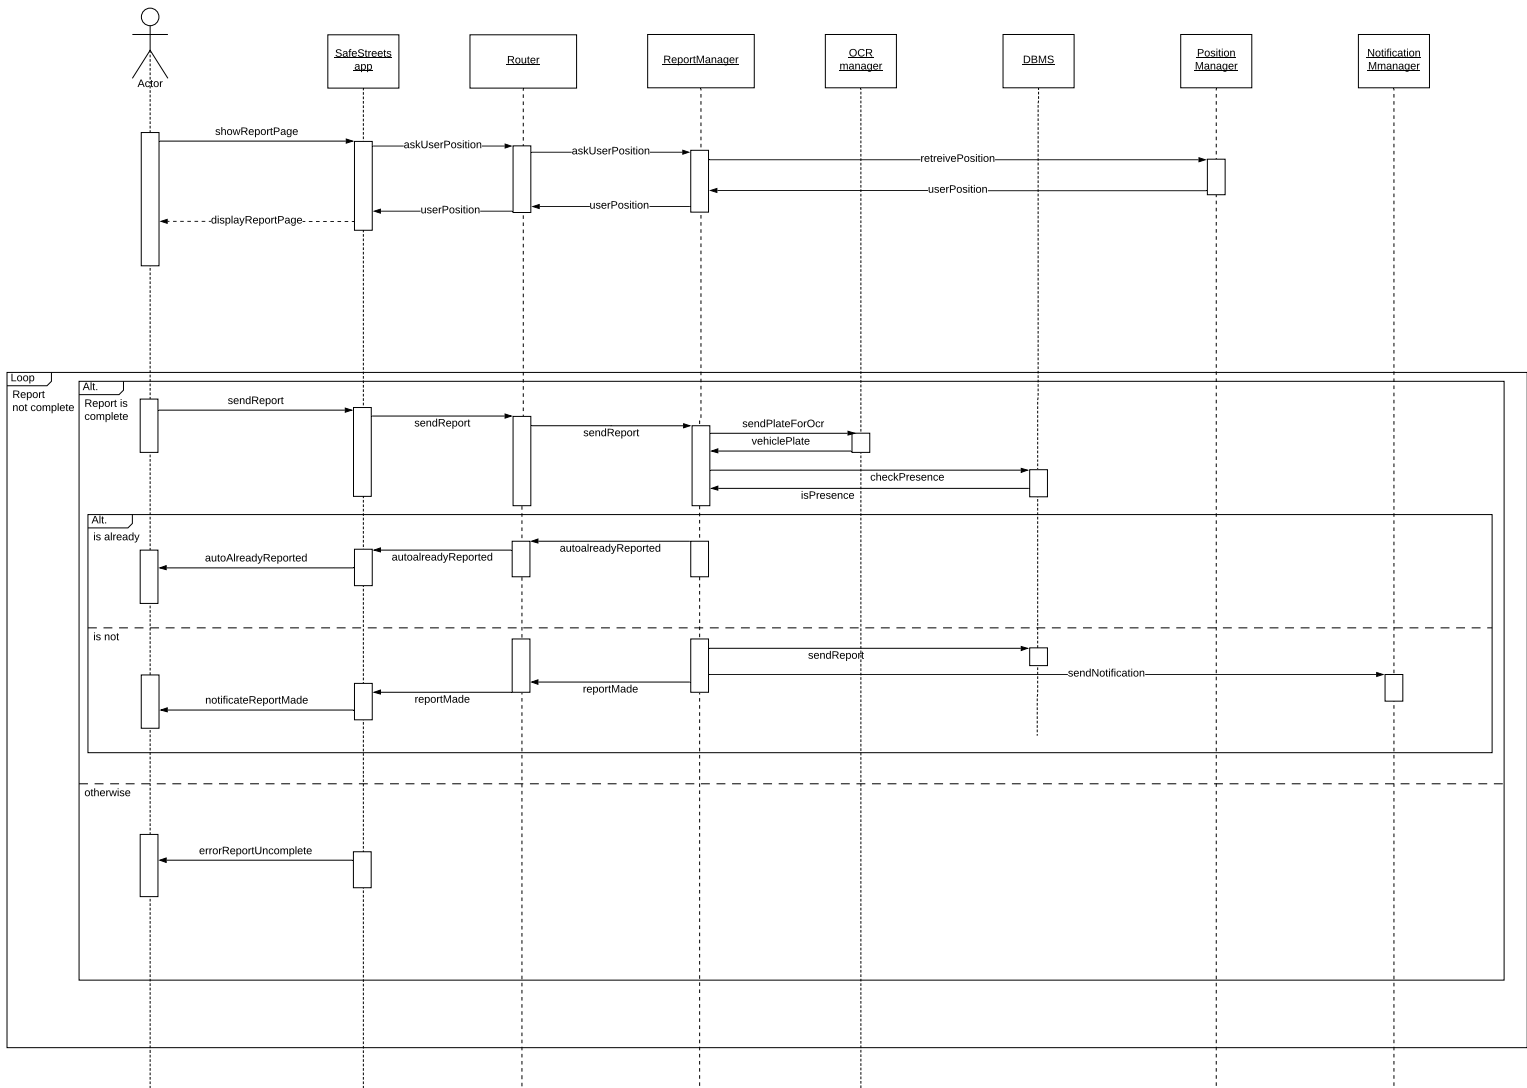 Actor
SafeStreets
app
Router
ReportManager
OCR
manager
DBMS
Position
Manager
Notification
Mmanager
showReportPage
askUserPosition
askUserPosition
retreivePosition
userPosition
userPosition
userPosition
displayReportPage
Loop
Report
not complete
Alt.
Report is
complete
sendReport
sendReport
sendReport
sendPlateForOcr
vehiclePlate
checkPresence
isPresence
Alt.
is already
autoalreadyReported
autoalreadyReported
autoAlreadyReported
is not
sendReport
sendNotification
reportMade
reportMade
notificateReportMade
otherwise
errorReportUncomplete